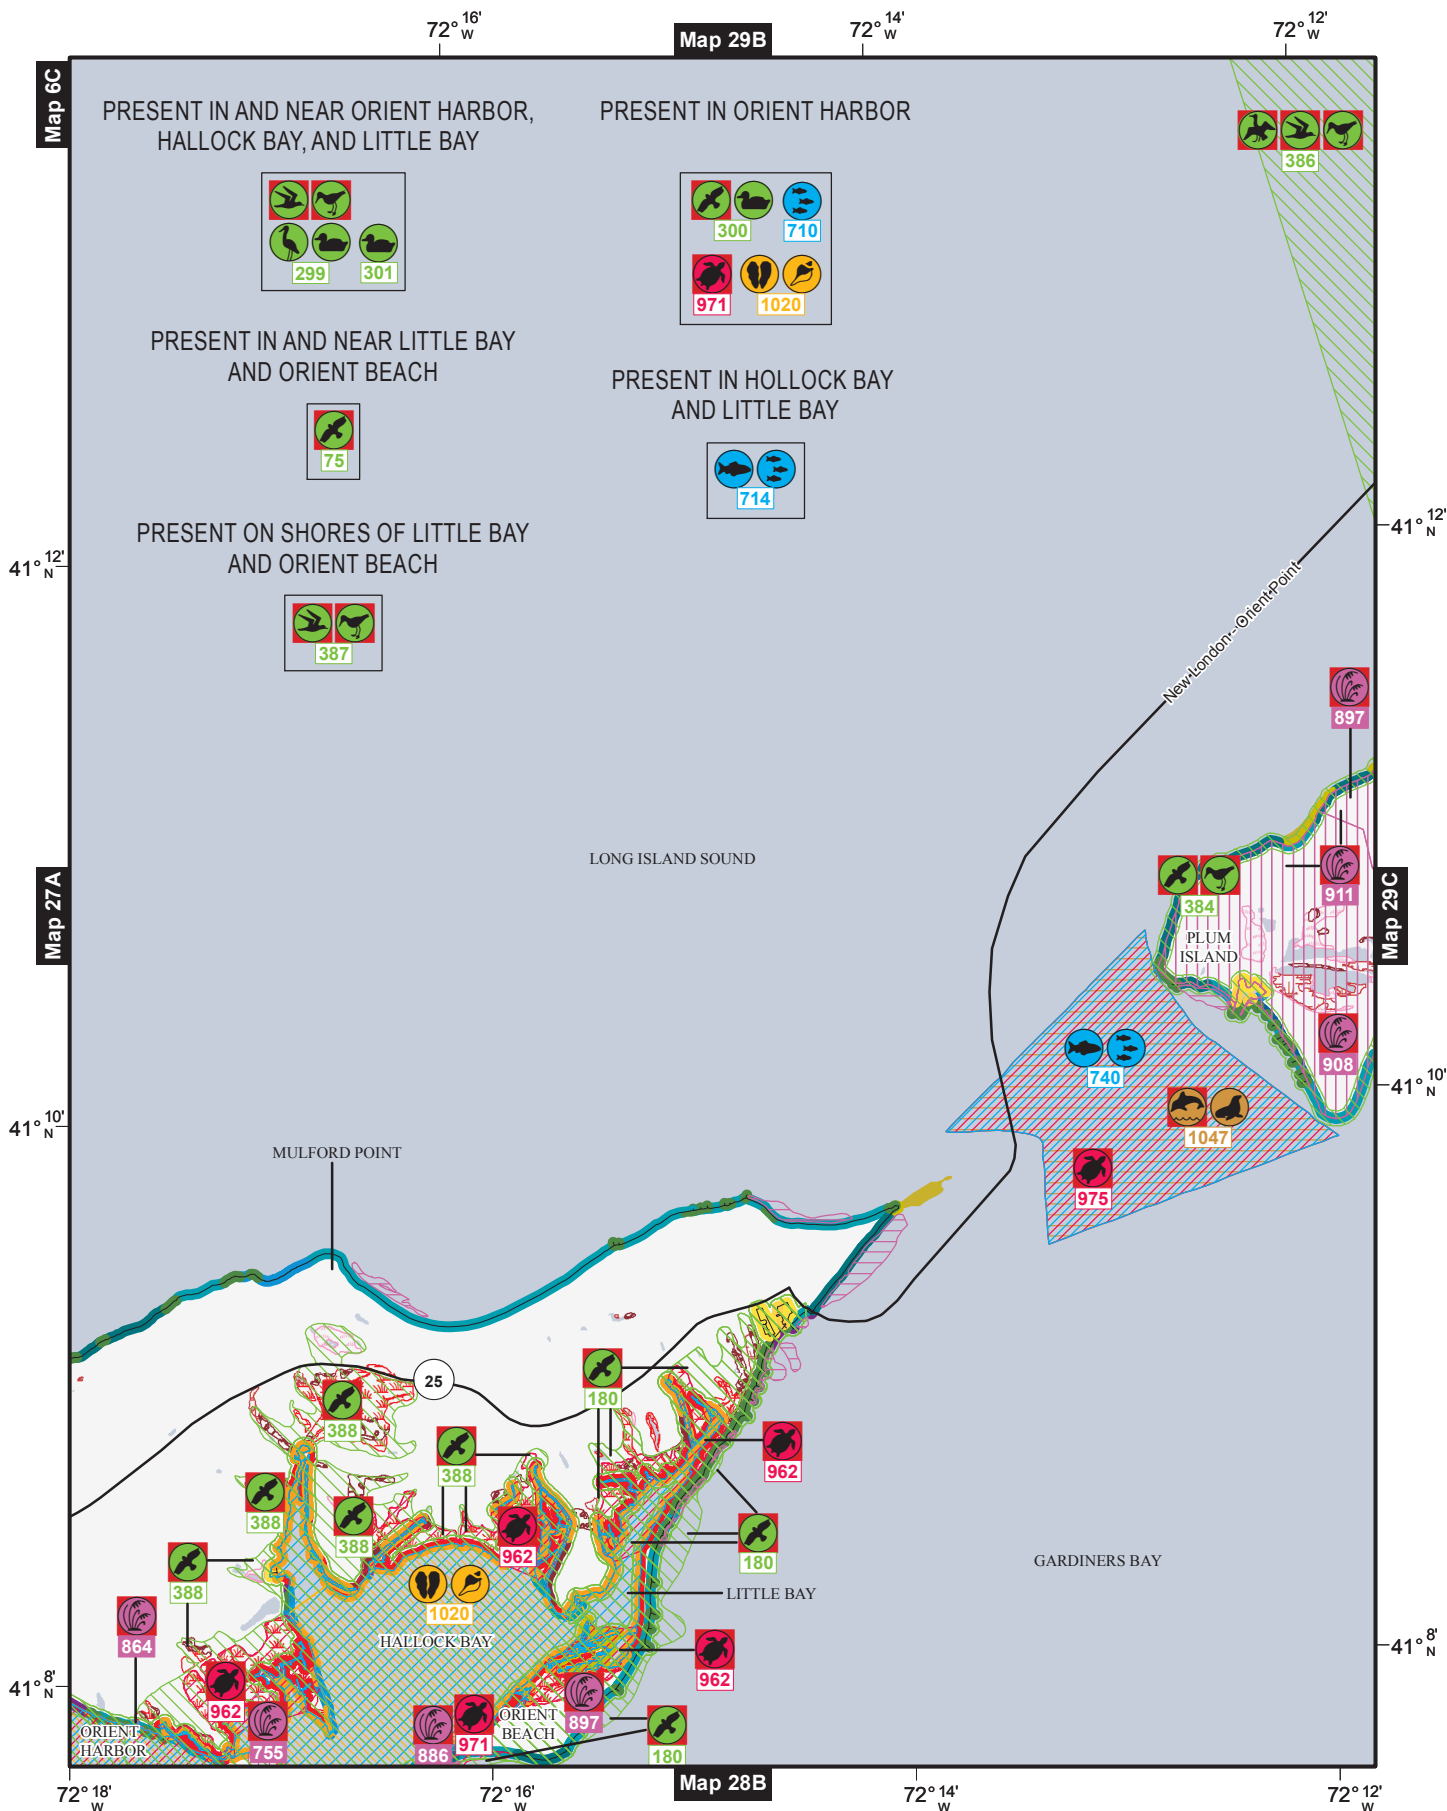 72° 16' W
72° 14' W
72° 12' W
Map 29B
Map 6C
PRESENT IN AND NEAR ORIENT HARBOR,
HALLOCK BAY, AND LITTLE BAY
299
301
PRESENT IN ORIENT HARBOR
300
710
971
1020
386
PRESENT IN AND NEAR LITTLE BAY
AND ORIENT BEACH
75
PRESENT IN HOLLOCK BAY
AND LITTLE BAY
714
PRESENT ON SHORES OF LITTLE BAY
AND ORIENT BEACH
387
41° 12' N
41° 12' N
New London - Orient Point
897
LONG ISLAND SOUND
Map 27A
Map 29C
384
911
PLUM
ISLAND
908
740
1047
975
41° 10' N
41° 10' N
MULFORD POINT
25
180
388
388
962
388
388
962
180
388
GARDINERS BAY
LITTLE BAY
1020
864
HALLOCK BAY
962
962
41° 8' N
41° 8' N
ORIENT
HARBOR
755
886
971
ORIENT
BEACH
897
180
Map 28B
72° 18' W
72° 16' W
72° 14' W
72° 12' W